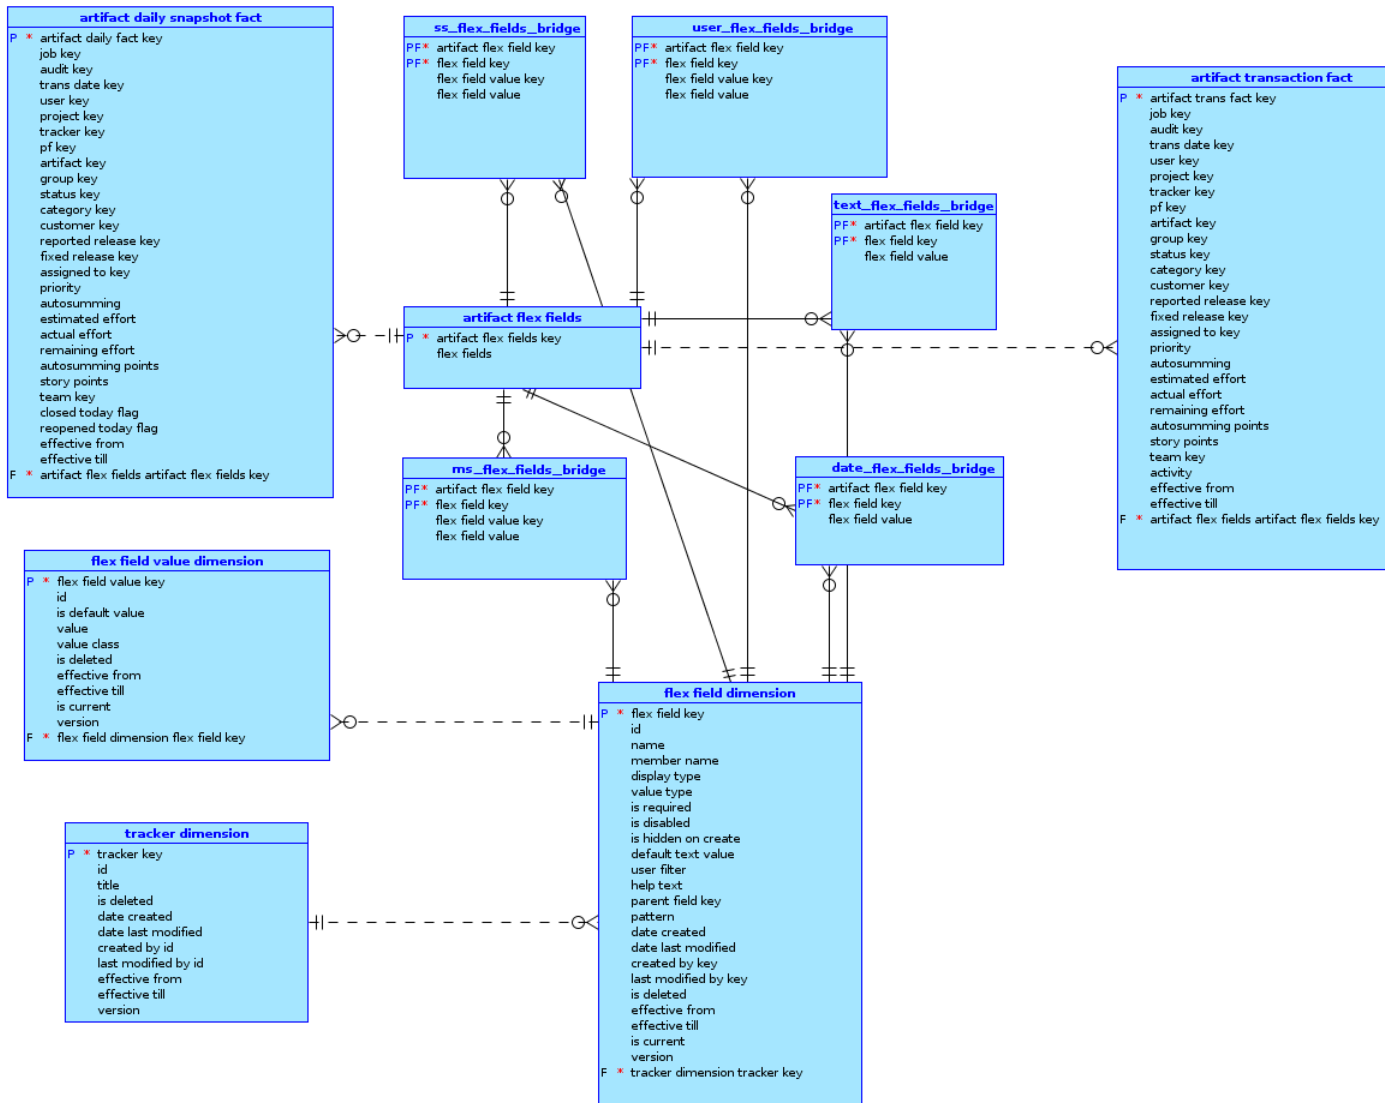 artifact daily snapshot fact
P * artifact daily fact key
job key
audit key
trans date key
user key
project key
tracker key
pf key
artifact key
group key
status key
category key
customer key
reported release key
fixed release key
assigned to key
priority
autosumming
estimated effort
actual effort
remaining effort
autosumming points
story points
team key
closed today flag
reopened today flag
effective from
effective till
F * artifact flex fields artifact flex fields key
ss_flex_fields_bridge
PF* artifact flex field key
PF* flex field key
flex field value key
flex field value
user_flex_fields_bridge
PF* artifact flex field key
PF* flex field key
flex field value key
flex field value
text_flex_fields_bridge
PF* artifact flex field key
PF* flex field key
flex field value
artifact transaction fact
P * artifact trans fact key
job key
audit key
trans date key
user key
project key
tracker key
pf key
artifact key
group key
status key
category key
customer key
reported release key
fixed release key
assigned to key
priority
autosumming
estimated effort
actual effort
remaining effort
autosumming points
story points
team key
activity
effective from
effective till
F * artifact flex fields artifact flex fields key
artifact flex fields
P * artifact flex fields key
flex fields
ms_flex_fields_bridge
PF* artifact flex field key
PF* flex field key
flex field value key
flex field value
date_flex_fields_bridge
PF* artifact flex field key
PF* flex field key
flex field value
flex field value dimension
P * flex field value key
id
is default value
value
value class
is deleted
effective from
effective till
is current
version
F * flex field dimension flex field key
tracker dimension
P * tracker key
id
title
is deleted
date created
date last modified
created by id
last modified by id
effective from
effective till
version
flex field dimension
P * flex field key
id
name
member name
display type
value type
is required
is disabled
is hidden on create
default text value
user filter
help text
parent field key
pattern
date created
date last modified
created by key
last modified by key
is deleted
effective from
effective till
is current
version
F * tracker dimension tracker key